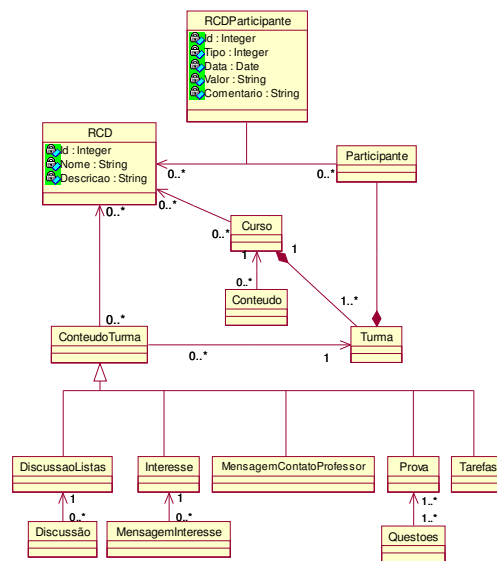 RCDParticipante
Id : Integer
Tipo : Integer
Data : Date
Valor : String
Comentario : String
RCD
Id : Integer
Nome : String
Descricao : String
Participante
0..*
0..*
0..*
0..*
Curso
1
1
0..*
Conteudo
1..*
0..*
ConteudoTurma
0..*
1
Turma
DiscussaoListas
Interesse
MensagemContatoProfessor
Prova
Tarefas
1
1
1..*
0..*
0..*
1..*
Discussão
MensagemInteresse
Questoes